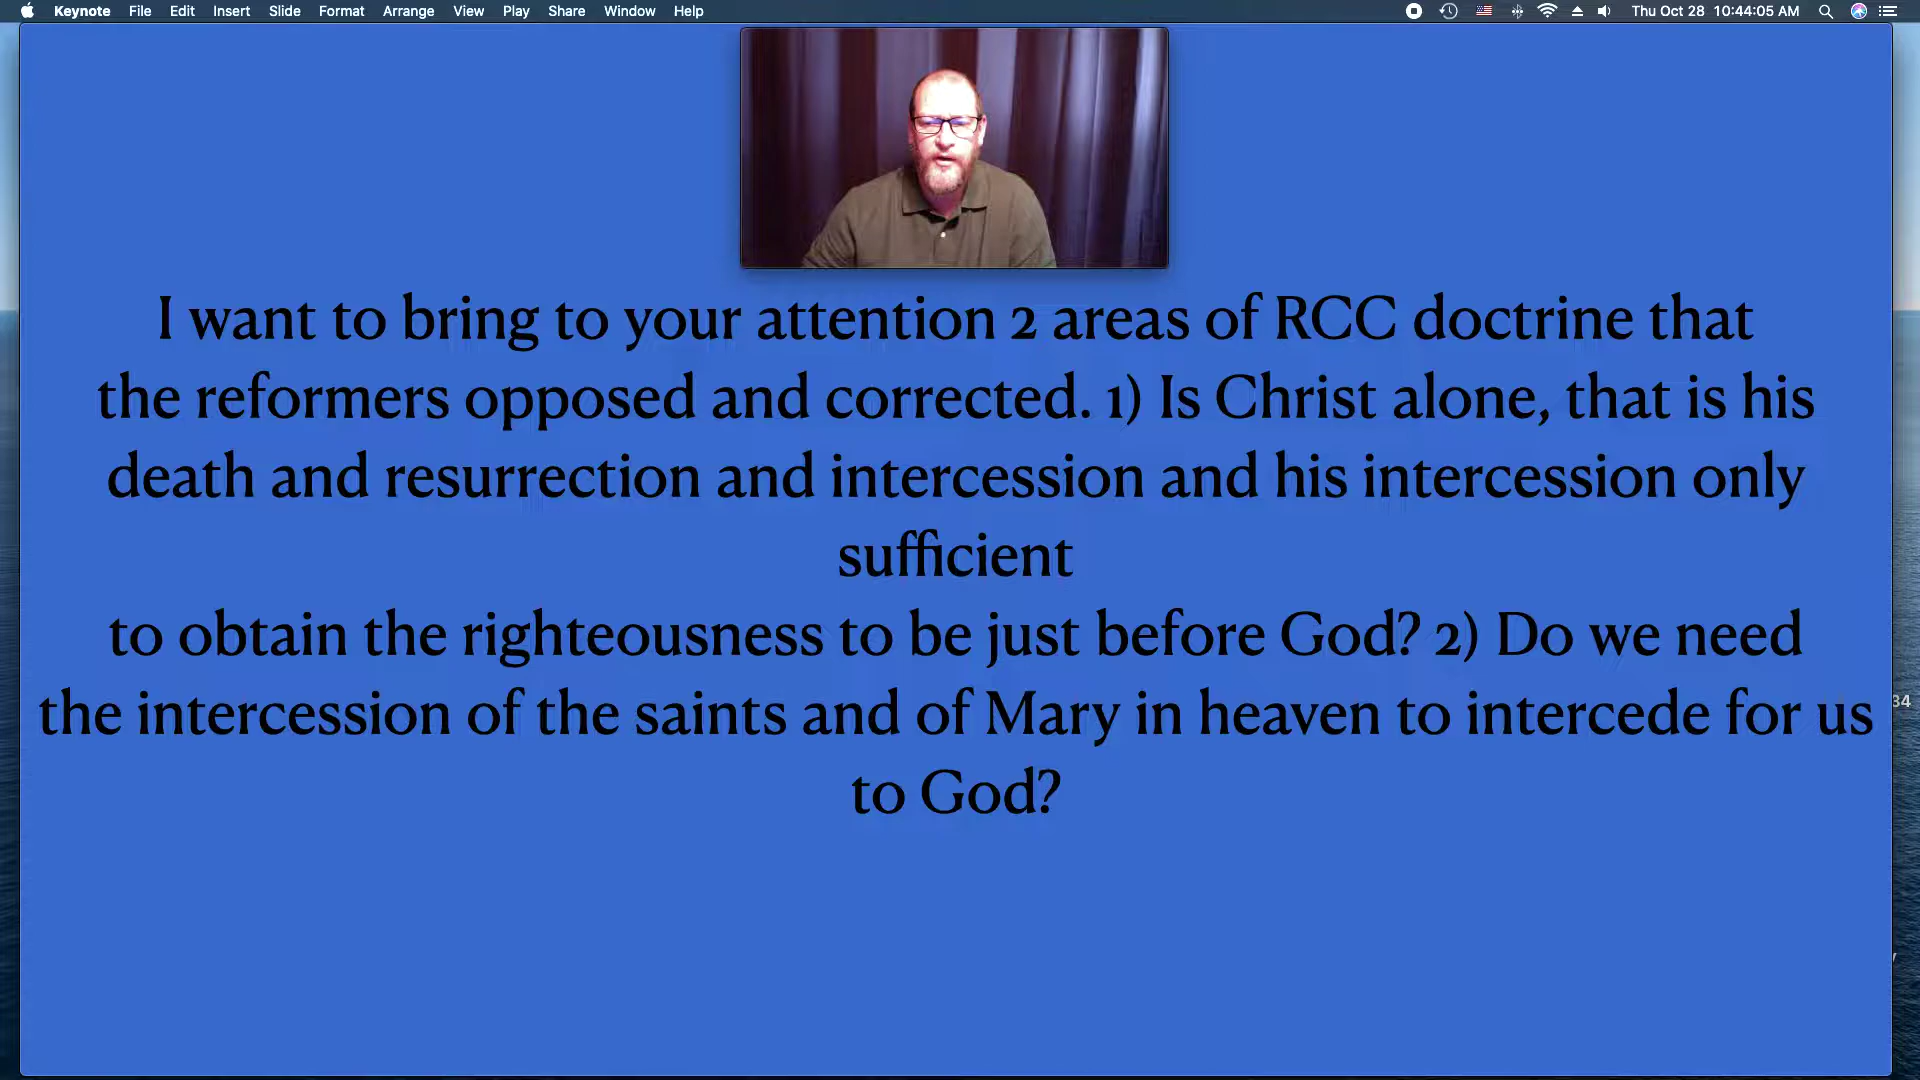 Keynote File Edit Insert Slide Format Arrange View Play Share Window Help Thu Oct 28 10:44:05 AM
I want to bring to your attention 2 areas of RCC doctrine that
the reformers opposed and corrected. 1) Is Christ alone, that is his
death and resurrection and intercession and his intercession only
sufficient
to obtain the righteousness to be just before God? 2) Do we need
the intercession of the saints and of Mary in heaven to intercede for us
34
to God?